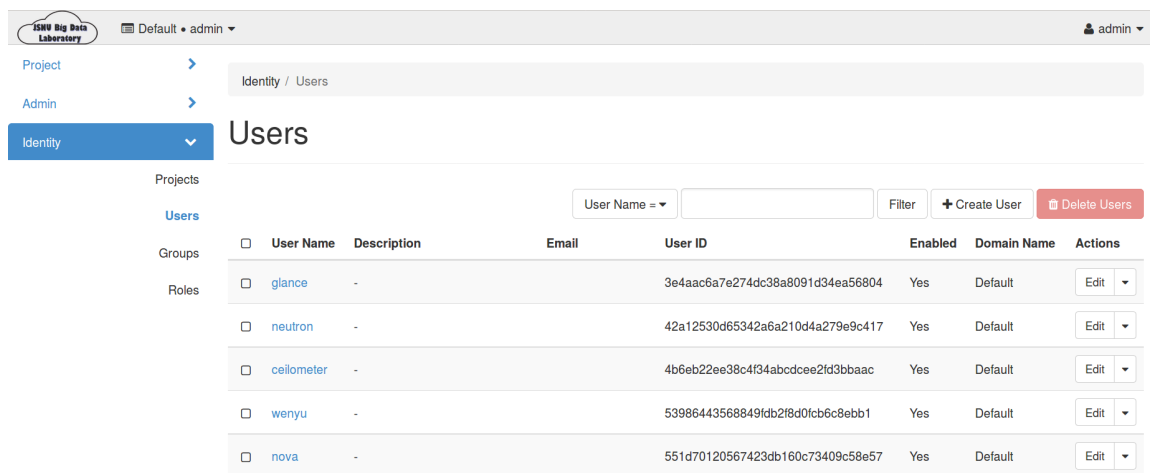 JSNU Big Data
Laboratory
Default • admin
admin
Project
Admin
Identity
Projects
Users
Groups
Roles
Identity / Users
Users
User Name =
Filter
+ Create User
Delete Users
User Name Description Email User ID Enabled Domain Name Actions
glance - 3e4aac6a7e274dc38a8091d34ea56804 Yes Default Edit
neutron - 42a12530d65342a6a210d4a279e9c417 Yes Default Edit
ceilometer - 4b6eb22ee38c4f34abcdcee2fd3bbaac Yes Default Edit
wenyu - 53986443568849fdb2f8d0fcb6c8ebb1 Yes Default Edit
nova - 551d70120567423db160c73409c58e57 Yes Default Edit